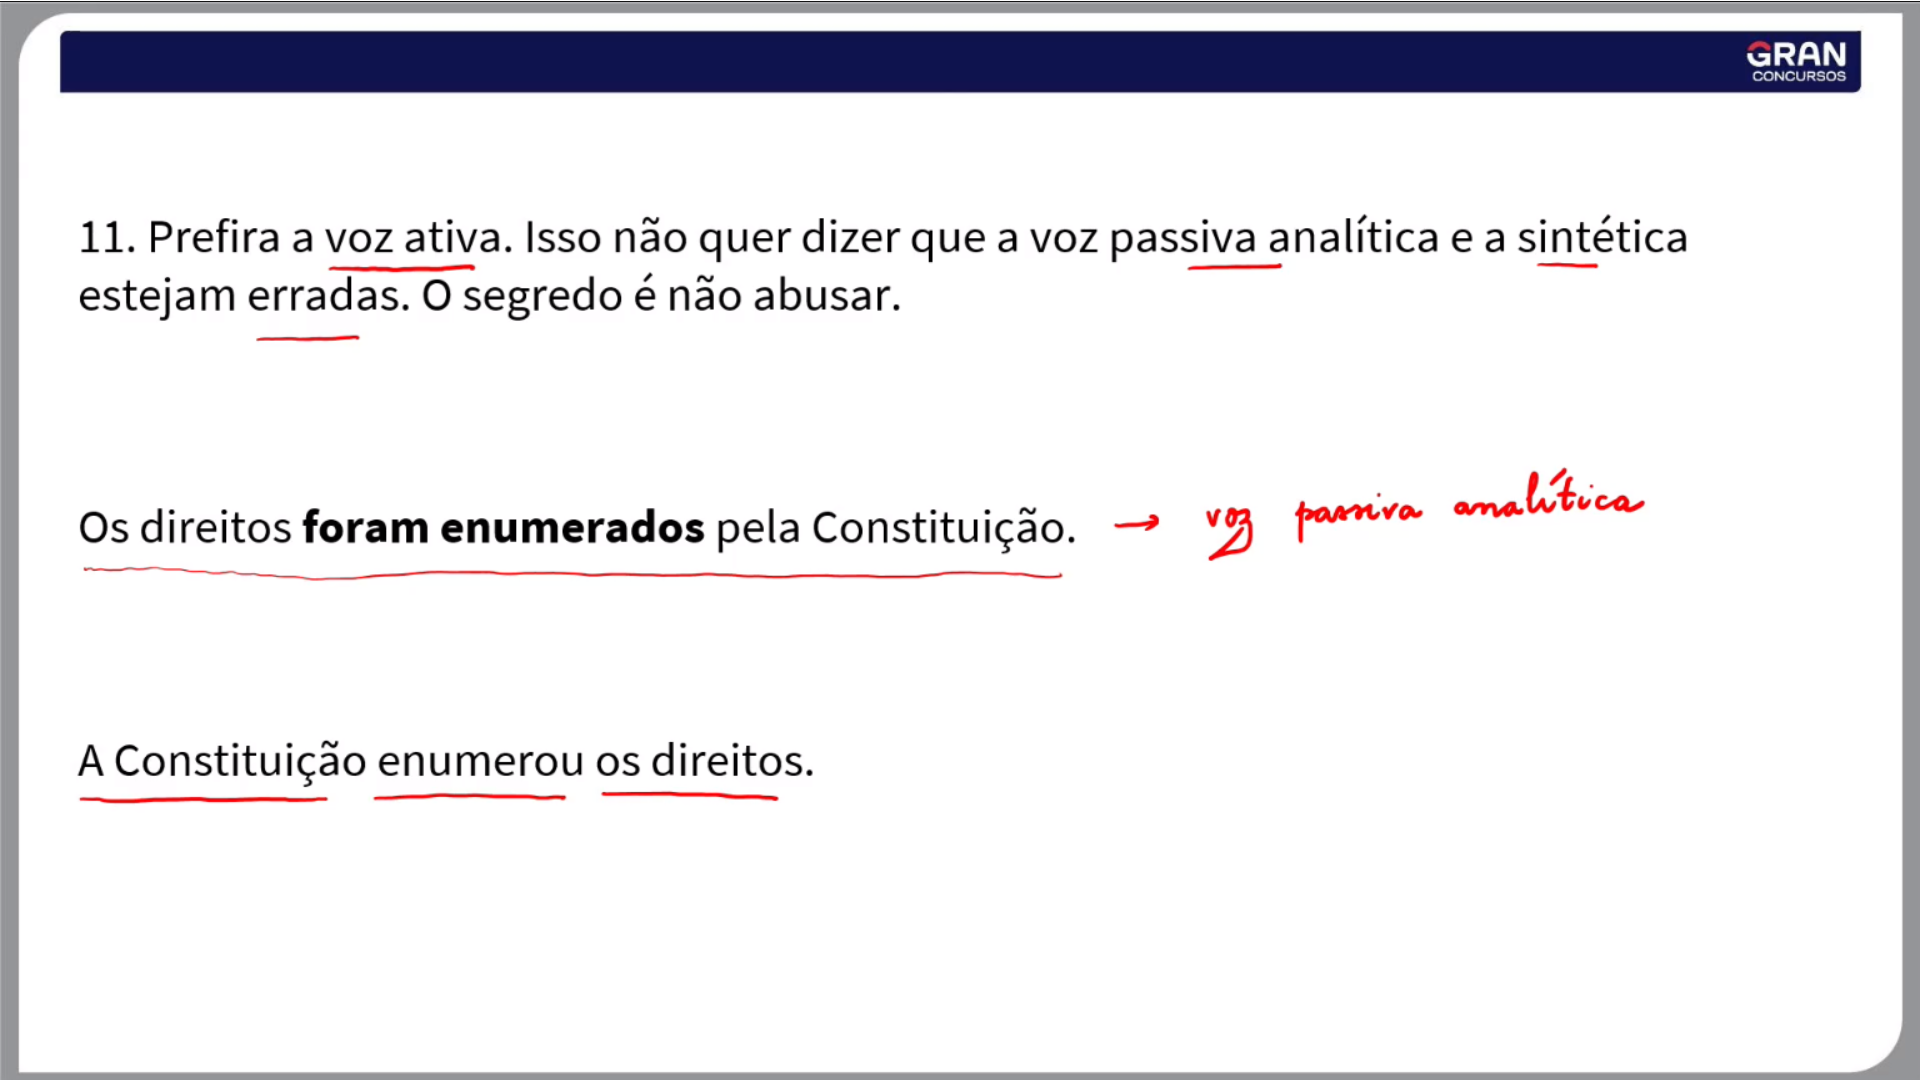 GRAN
CONCURSOS
11. Prefira a voz ativa. Isso não quer dizer que a voz passiva analítica e a sintética
estejam erradas. O segredo é não abusar.
Os direitos foram enumerados pela Constituição. → voz passiva analítica
A Constituição enumerou os direitos.